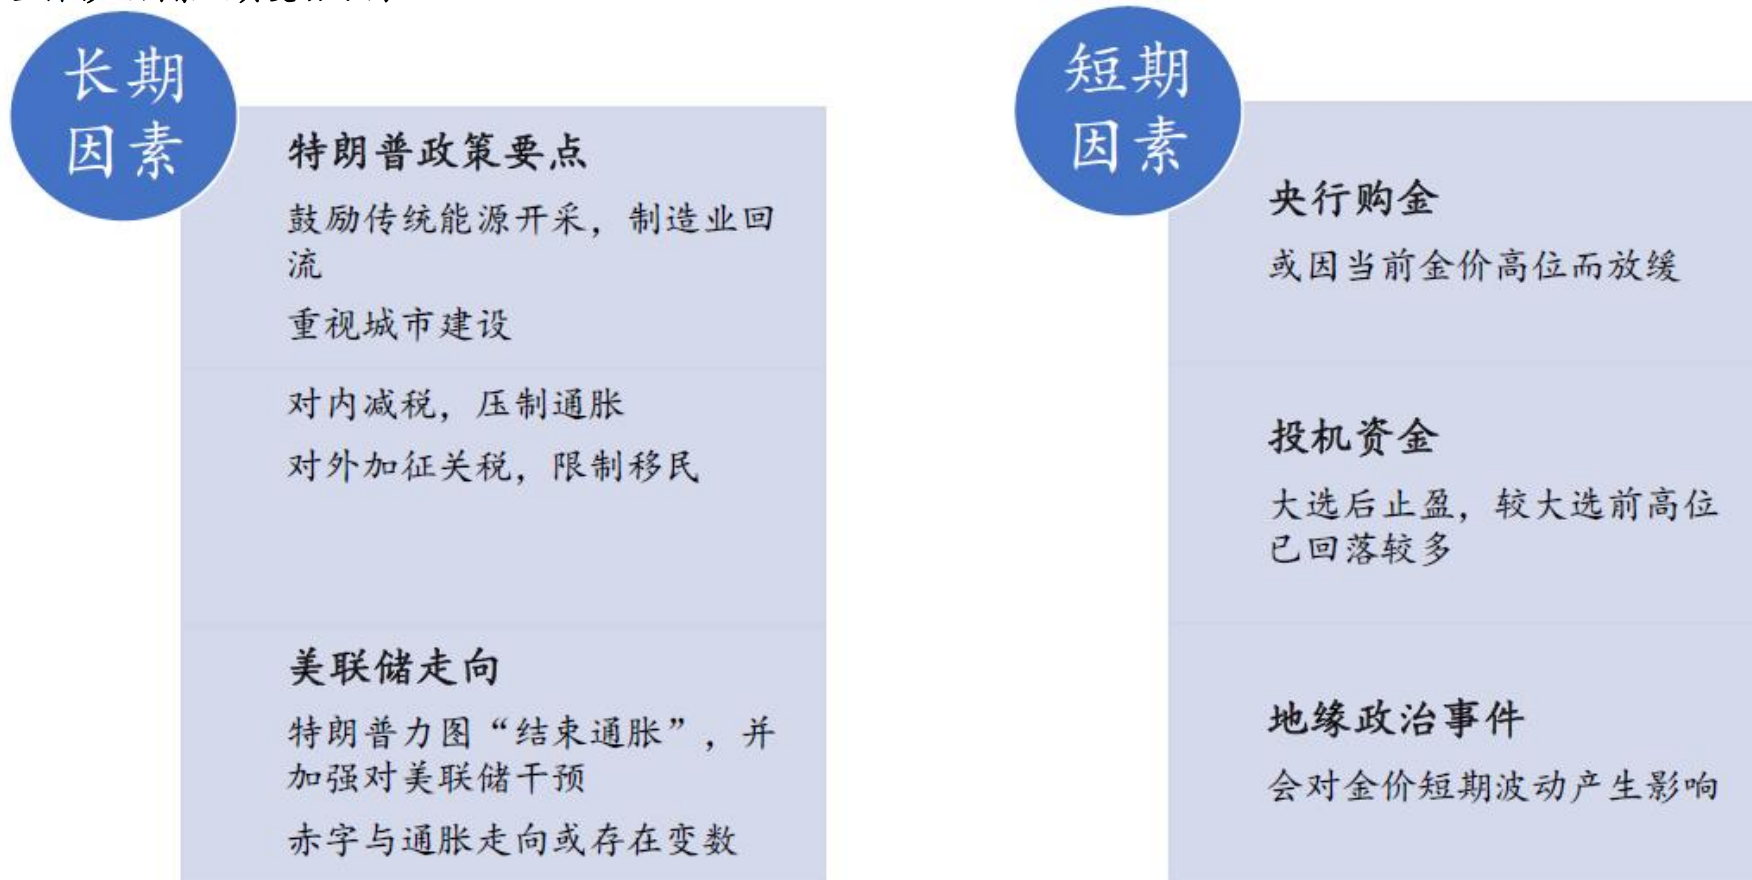 长期
因素
特朗普政策要点
鼓励传统能源开采，制造业回
流
重视城市建设
对内减税，压制通胀
对外加征关税，限制移民
美联储走向
特朗普力图“结束通胀”，并
加强对美联储干预
赤字与通胀走向或存在变数
短期
因素
央行购金
或因当前金价高位而放缓
投机资金
大选后止盈，较大选前高位
已回落较多
地缘政治事件
会对金价短期波动产生影响